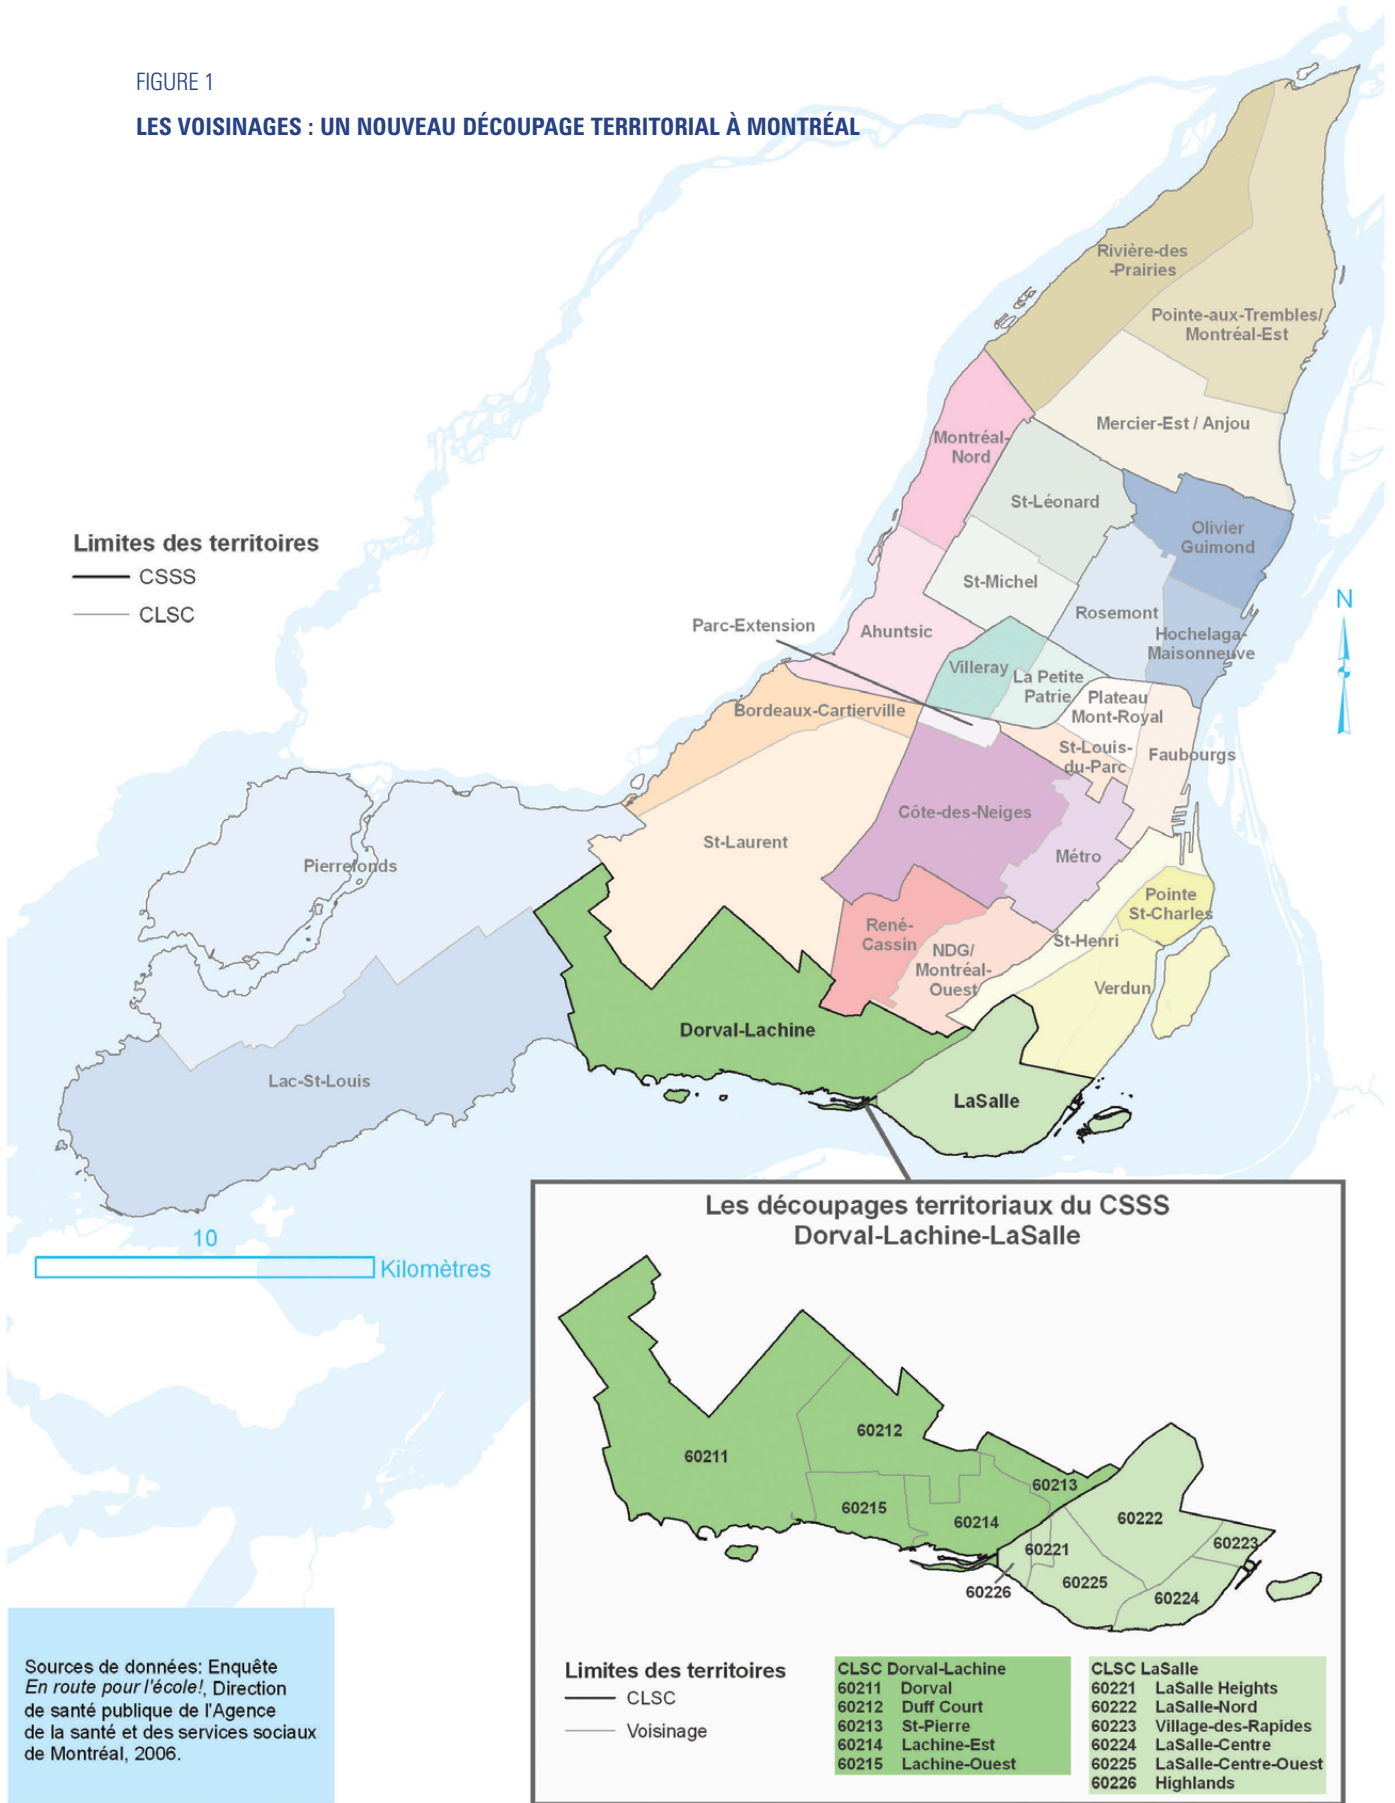 FIGURE 1
LES VOISINAGES : UN NOUVEAU DÉCOUPAGE TERRITORIAL À MONTRÉAL
Rivière-des
-Prairies
Pointe-aux-Trembles/
Montréal-Est
Mercier-Est / Anjou
Montréal-
Nord
St-Léonard
Olivier
Guimond
Limites des territoires
CSSS
CLSC
St-Michel
N
Rosemont
Parc-Extension
Ahuntsic
Hochelaga-
Maisonneuve
Villeray
La Petite
Patrie
Plateau
Mont-Royal
Bordeaux-Cartierville
St-Louis-
du-Parc
Faubourgs
Côte-des-Neiges
St-Laurent
Métro
Pierrefonds
Pointe
St-Charles
René-
Cassin
St-Henri
NDG/
Montréal-
Ouest
Verdun
Dorval-Lachine
Lac-St-Louis
LaSalle
10
Kilomètres
Les découpages territoriaux du CSSS
Dorval-Lachine-LaSalle
60211
60212
60213
60215
60214
60222
60221
60223
60225
60226
60224
Limites des territoires
CLSC
Voisinage
CLSC Dorval-Lachine
60211 Dorval
60212 Duff Court
60213 St-Pierre
60214 Lachine-Est
60215 Lachine-Ouest
CLSC LaSalle
60221 LaSalle Heights
60222 LaSalle-Nord
60223 Village-des-Rapides
60224 LaSalle-Centre
60225 LaSalle-Centre-Ouest
60226 Highlands
Sources de données: Enquête
En route pour l'école!, Direction
de santé publique de l'Agence
de la santé et des services sociaux
de Montréal, 2006.